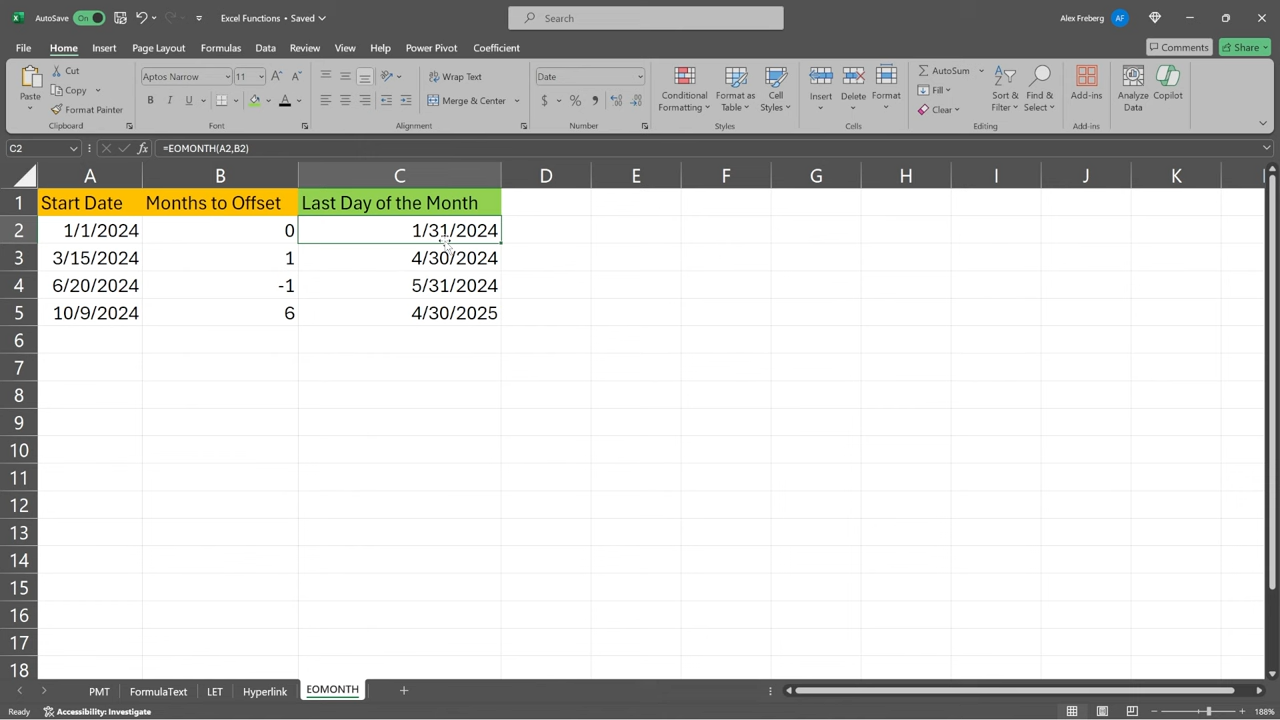 AutoSave On Excel Functions • Saved Search Alex Freberg AF
File Home Insert Page Layout Formulas Data Review View Help Power Pivot Coefficient Comments Share
Paste Cut Copy Format Painter Clipboard
Aptos Narrow 11 A A B I U A Font
Wrap Text Merge & Center Alignment
Date $ % , Number
Conditional Formatting Format as Table Cell Styles Styles
Insert Delete Format Cells
AutoSum Fill Clear Sort & Filter Find & Select Editing
Add-ins Add-ins
Analyze Data Copilot
C2 fx =EOMONTH(A2,B2)
A B C D E F G H I J K
1 Start Date Months to Offset Last Day of the Month
2 1/1/2024 0 1/31/2024
3 3/15/2024 1 4/30/2024
4 6/20/2024 -1 5/31/2024
5 10/9/2024 6 4/30/2025
6
7
8
9
10
11
12
13
14
15
16
17
18
PMT FormulaText LET Hyperlink EOMONTH
Ready Accessibility: Investigate 188%